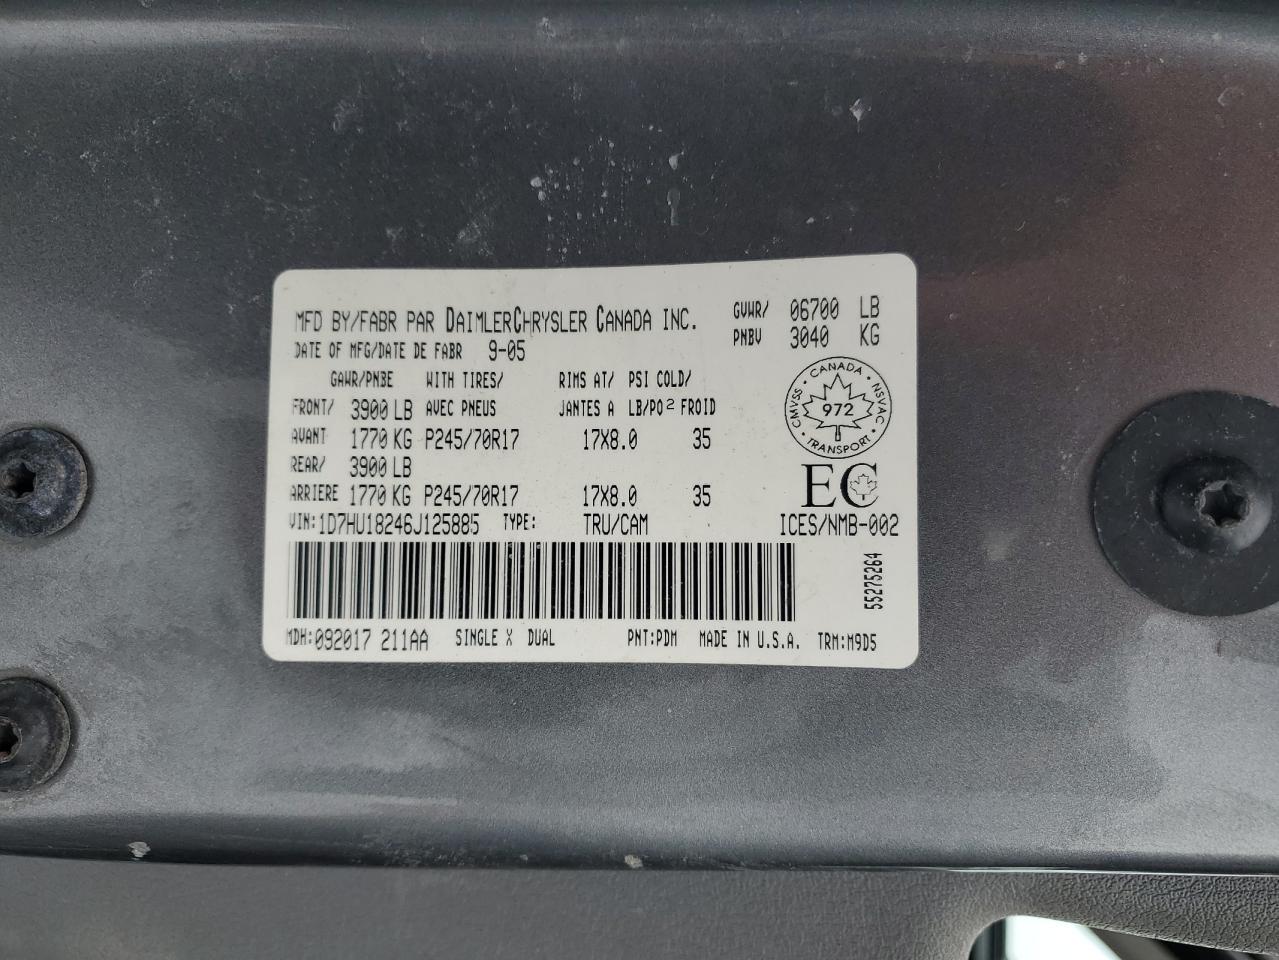 MFD BY/FABR PAR DAIMLERCHRYSLER CANADA INC. GVWR/ 06700 LB
DATE OF MFG/DATE DE FABR 9-05 PNBV 3040 KG
GAWR/PNBE WITH TIRES/ RIMS AT/ PSI COLD/
FRONT/ 3900 LB AVEC PNEUS JANTES A LB/PO² FROID
AVANT 1770 KG P245/70R17 17X8.0 35
REAR/ 3900 LB
ARRIERE 1770 KG P245/70R17 17X8.0 35
CANADA
CMVSS · NSVAC
972
TRANSPORT
EC
VIN:1D7HU18246J125885 TYPE: TRU/CAM ICES/NMB-002
55275264
MDH:092017 211AA SINGLE X DUAL PNT:PDM MADE IN U.S.A. TRM:M9D5